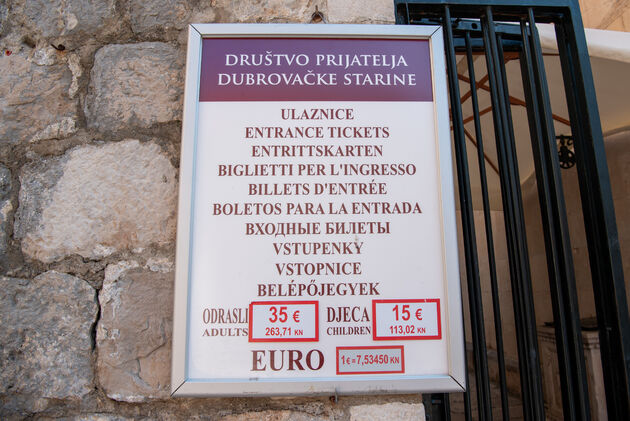 DRUŠTVO PRIJATELJA
DUBROVAČKE STARINE
ULAZNICE
ENTRANCE TICKETS
ENTRITTSKARTEN
BIGLIETTI PER L'INGRESSO
BILLETS D'ENTRÉE
BOLETOS PARA LA ENTRADA
ВХОДНЫЕ БИЛЕТЫ
VSTUPENKY
VSTOPNICE
BELÉPŐJEGYEK
ODRASLI 35 € DJECA 15 €
ADULTS 263,71 KN CHILDREN 113,02 KN
EURO 1€=7,53450 KN